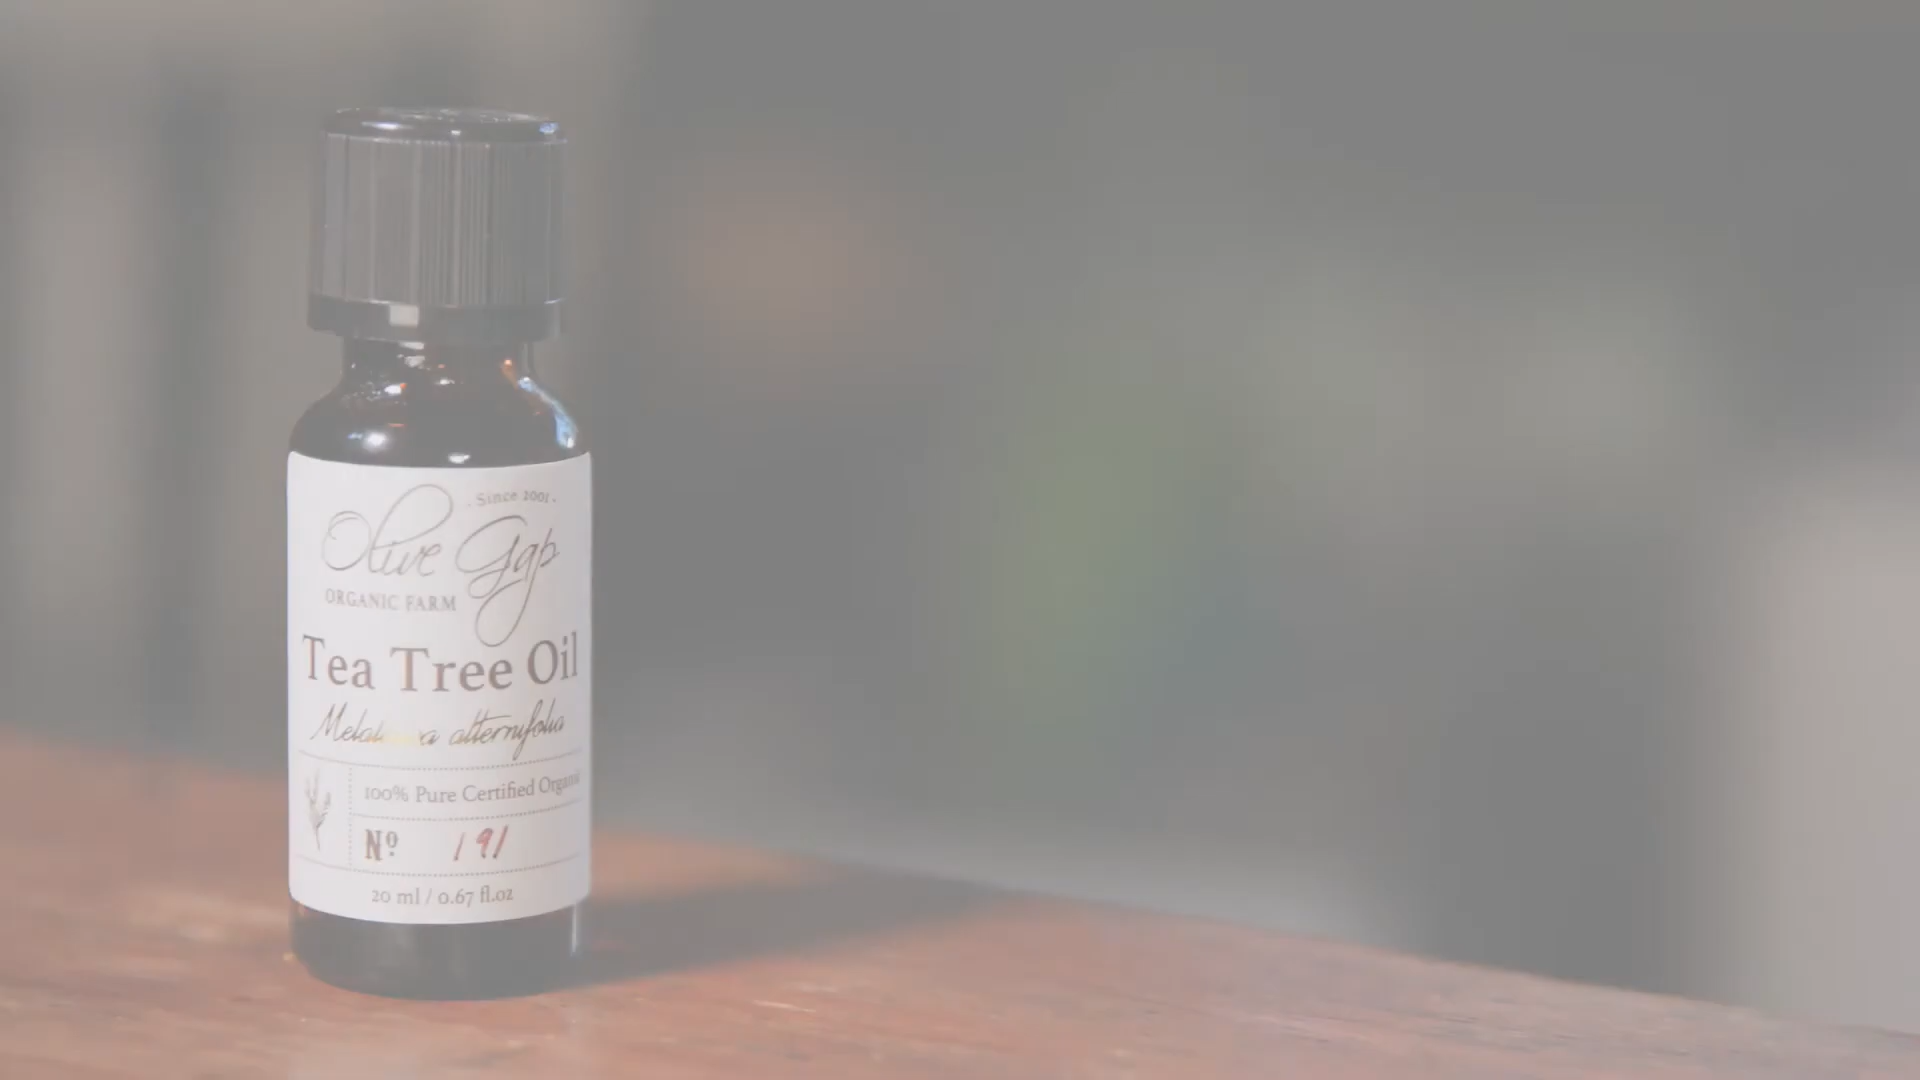 · Since 2001 ·
Olive Gap
ORGANIC FARM
Tea Tree Oil
alternifolia
100% Pure Certified Organic
Nº 191
20 ml / 0.67 fl.oz